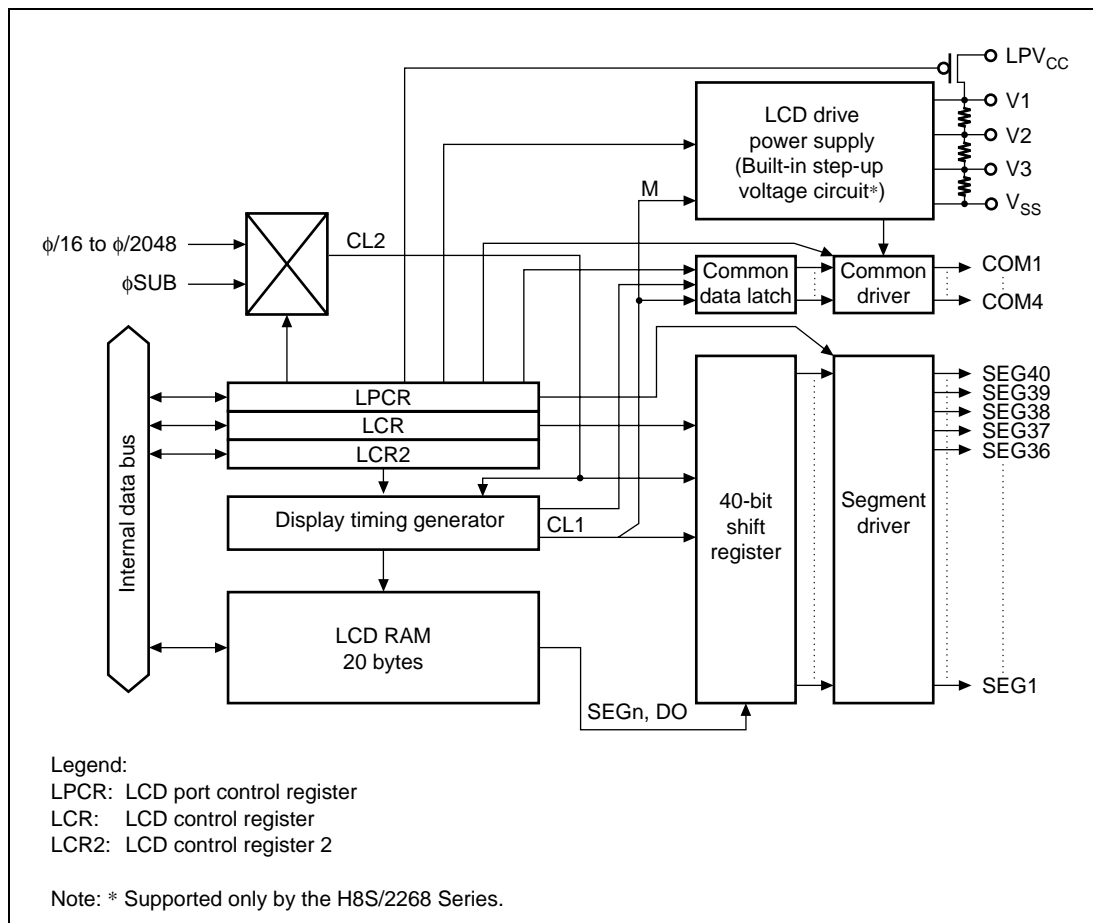 LPVCC
V1
LCD drive
power supply
(Built-in step-up
voltage circuit*)
V2
V3
VSS
M
φ/16 to φ/2048
φSUB
CL2
Common
data latch
Common
driver
COM1
COM4
Internal data bus
LPCR
LCR
LCR2
Display timing generator
CL1
LCD RAM
20 bytes
SEGn, DO
40-bit
shift
register
Segment
driver
SEG40
SEG39
SEG38
SEG37
SEG36
SEG1
Legend:
LPCR: LCD port control register
LCR: LCD control register
LCR2: LCD control register 2
Note: * Supported only by the H8S/2268 Series.